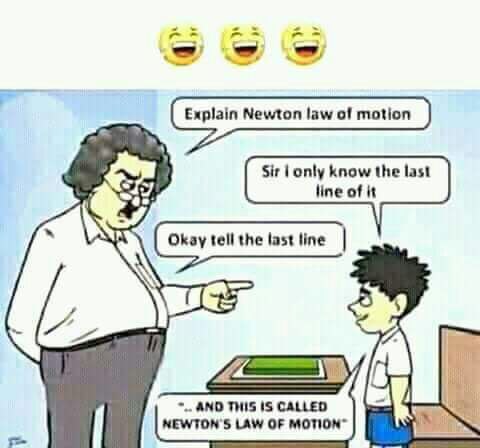 Explain Newton law of motion
Sir i only know the last
line of it
Okay tell the last line
".. AND THIS IS CALLED
NEWTON'S LAW OF MOTION"